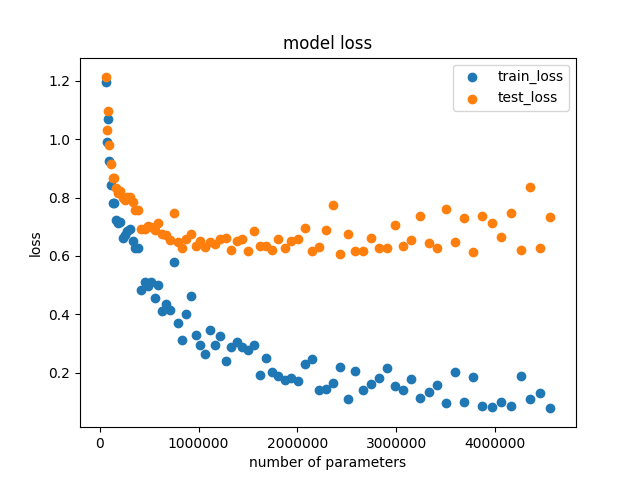 model loss
train_loss
test_loss
loss
1.2
1.0
0.8
0.6
0.4
0.2
0
1000000
2000000
3000000
4000000
number of parameters